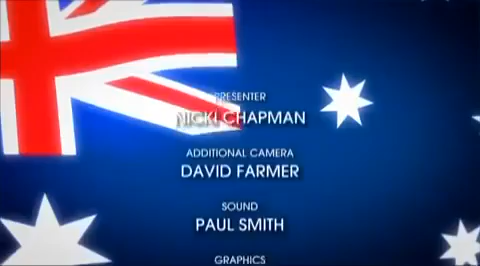 PRESENTER
NICKI CHAPMAN
ADDITIONAL CAMERA
DAVID FARMER
SOUND
PAUL SMITH
GRAPHICS